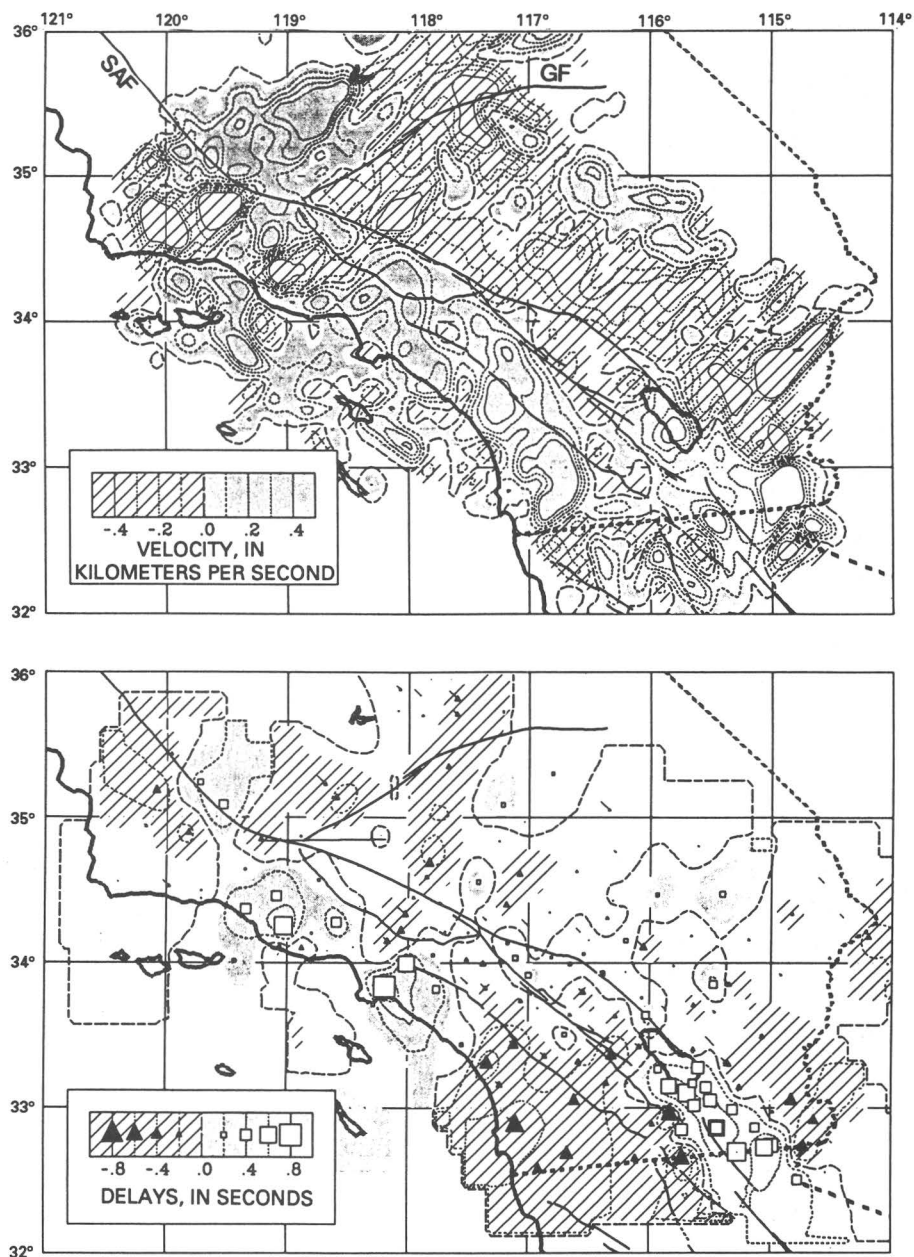 121° 120° 119° 118° 117° 116° 115° 114°
36°
SAF
GF
35°
34°
33°
-.4 -.2 .0 .2 .4
VELOCITY, IN
KILOMETERS PER SECOND
32°
36°
35°
34°
33°
-.8 -.4 .0 .4 .8
DELAYS, IN SECONDS
32°